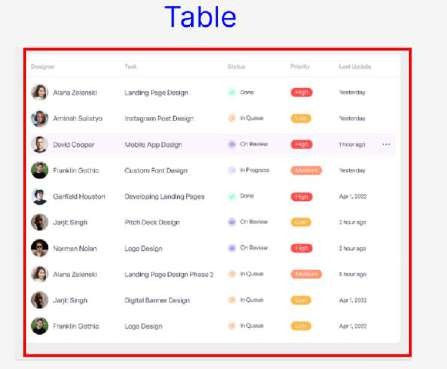 Table
Designer Task Status Priority Last Update
Alana Zelenski Landing Page Design Done High Yesterday
Aminah Sulistyo Instagram Post Design In Queue Low Yesterday
David Cooper Mobile App Design On Review High 1 hour ago ...
Franklin Gothic Custom Font Design In Progress Medium Yesterday
Garfield Houston Developing Landing Pages Done High Apr 1, 2022
Jarjit Singh Pitch Deck Design On Review Low 2 hour ago
Norman Nolan Logo Design On Review High 1 hour ago
Alana Zelenski Landing Page Design Phase 2 In Queue Medium hour ago
Jarjit Singh Digital Banner Design In Queue Low Apr 1, 2022
Franklin Gothic Logo Design In Queue Low Apr 1, 2022